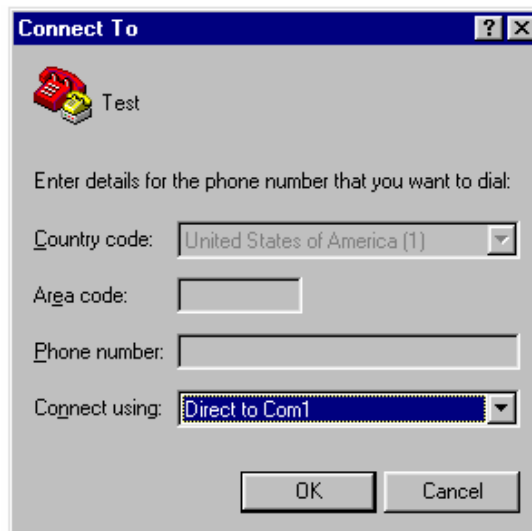 Connect To
Test
Enter details for the phone number that you want to dial:
Country code: United States of America (1)
Area code:
Phone number:
Connect using: Direct to Com1
OK Cancel